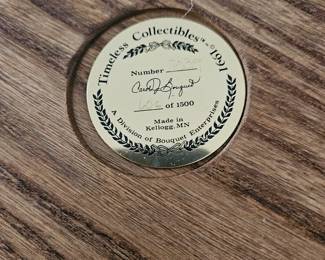 Timeless Collectibles™ © 1991
Number
of 1500
Made in
Kellogg, MN
A Division of Bouquet Enterprises